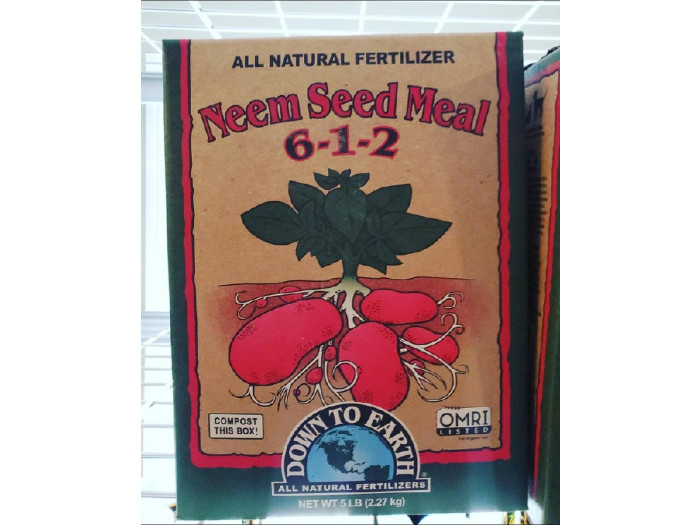 ALL NATURAL FERTILIZER
Neem Seed Meal
6-1-2
COMPOST
THIS BOX!
OMRI
LISTED
DOWN TO EARTH
ALL NATURAL FERTILIZERS
NET WT 5 LB (2.27 kg)